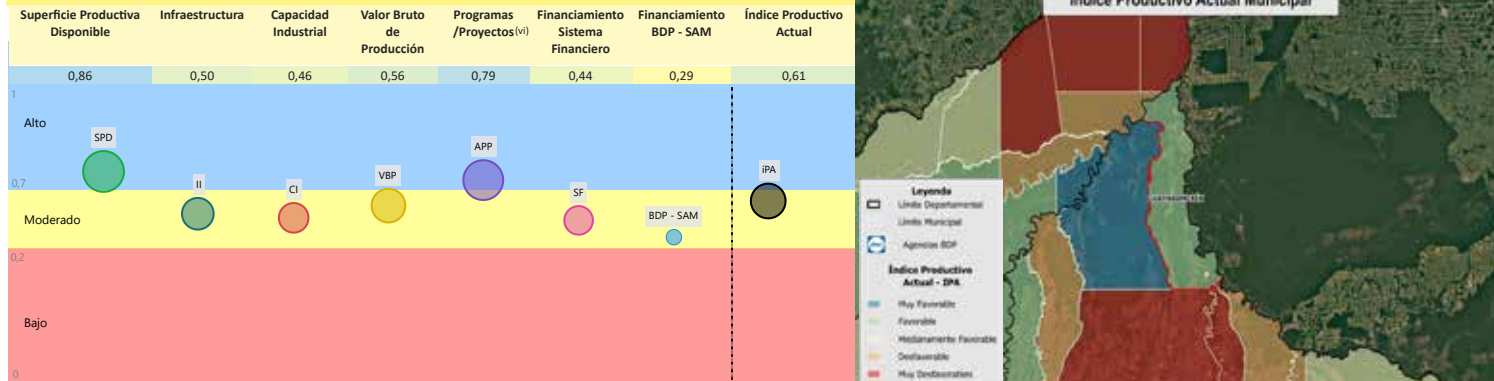 Superficie Productiva
Disponible
Infraestructura
Capacidad
Industrial
Valor Bruto
de
Producción
Programas
/Proyectos(vi)
Financiamiento
Sistema
Financiero
Financiamiento
BDP - SAM
Índice Productivo
Actual
0,86
0,50
0,46
0,56
0,79
0,44
0,29
0,61
1
Alto
SPD
II
CI
VBP
APP
SF
BDP - SAM
iPA
0,7
Moderado
0,2
Bajo
0
Índice Productivo Actual Municipal
Leyenda
Límite Departamental
Límite Municipal
Agencias BDP
Índice Productivo
Actual - IPA
Muy Favorable
Favorable
Medianamente Favorable
Desfavorable
Muy Desfavorable